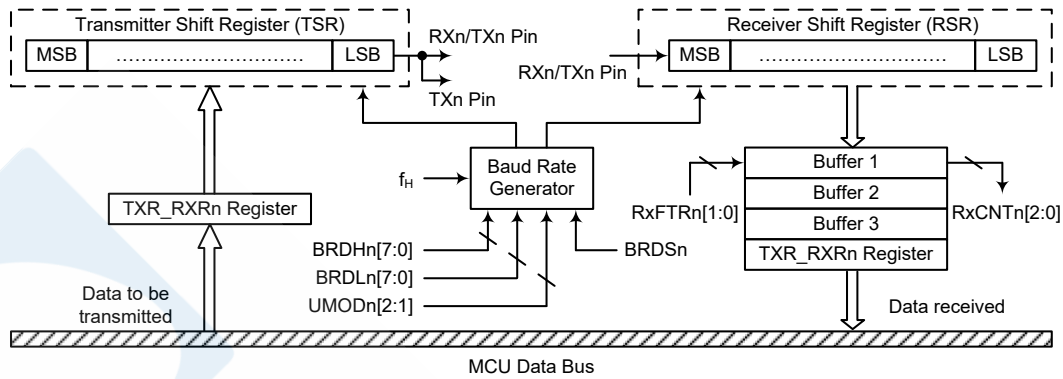 Transmitter Shift Register (TSR)
MSB ............................. LSB
RXn/TXn Pin
TXn Pin
Receiver Shift Register (RSR)
RXn/TXn Pin
MSB ............................. LSB
fH
Baud Rate
Generator
BRDHn[7:0]
BRDLn[7:0]
UMODn[2:1]
BRDSn
TXR_RXRn Register
Data to be
transmitted
RxFTRn[1:0]
Buffer 1
Buffer 2
Buffer 3
TXR_RXRn Register
RxCNTn[2:0]
Data received
MCU Data Bus